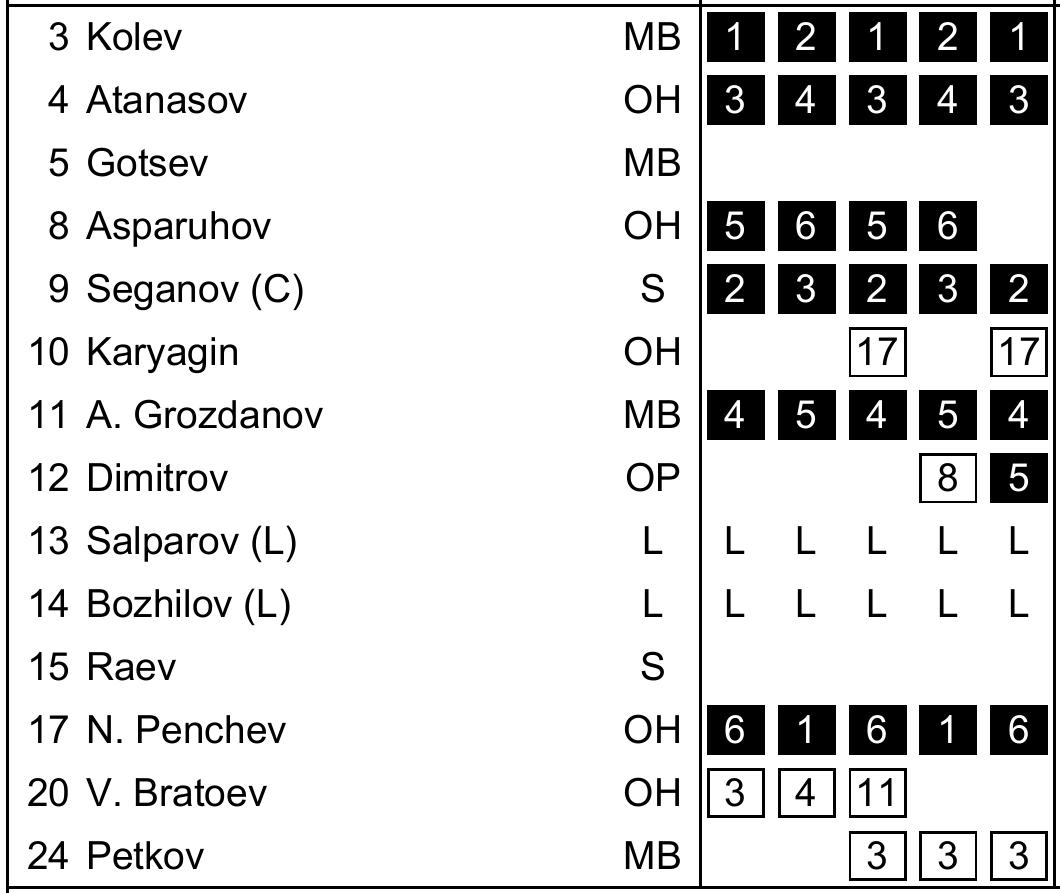 3 Kolev MB 1 2 1 2 1
4 Atanasov OH 3 4 3 4 3
5 Gotsev MB
8 Asparuhov OH 5 6 5 6
9 Seganov (C) S 2 3 2 3 2
10 Karyagin OH 17 17
11 A. Grozdanov MB 4 5 4 5 4
12 Dimitrov OP 8 5
13 Salparov (L) L L L L L L
14 Bozhilov (L) L L L L L L
15 Raev S
17 N. Penchev OH 6 1 6 1 6
20 V. Bratoev OH 3 4 11
24 Petkov MB 3 3 3